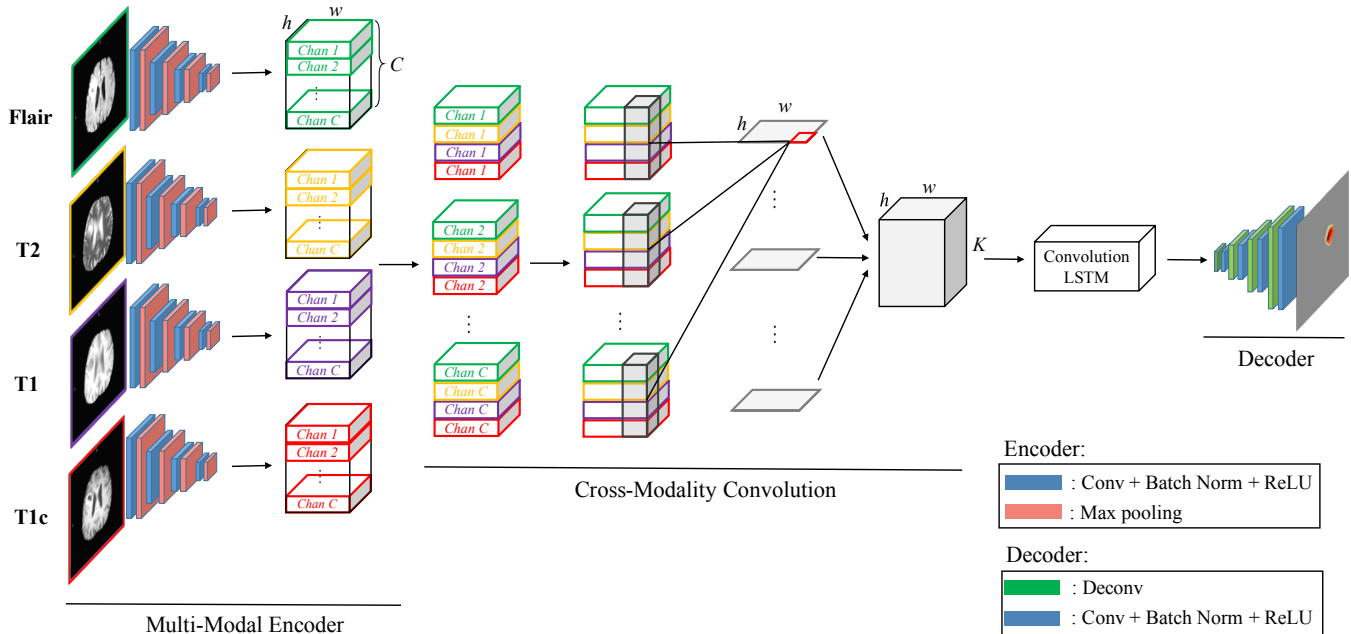 Flair
h
w
Chan 1
Chan 2
⋮
Chan C
C
T2
Chan 1
Chan 2
⋮
Chan C
T1
Chan 1
Chan 2
⋮
Chan C
T1c
Chan 1
Chan 2
⋮
Chan C
Multi-Modal Encoder
Chan 1
Chan 1
Chan 1
Chan 1
Chan 2
Chan 2
Chan 2
Chan 2
⋮
Chan C
Chan C
Chan C
Chan C
⋮
h
w
⋮
⋮
Cross-Modality Convolution
h
w
K
Convolution
LSTM
Decoder
Encoder:
: Conv + Batch Norm + ReLU
: Max pooling
Decoder:
: Deconv
: Conv + Batch Norm + ReLU